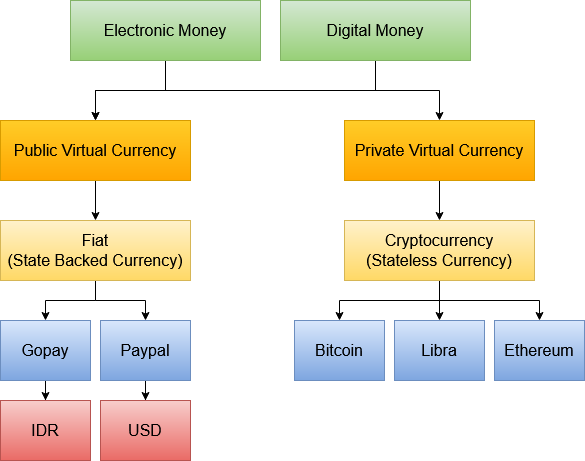 Electronic Money
Digital Money
Public Virtual Currency
Private Virtual Currency
Fiat
(State Backed Currency)
Cryptocurrency
(Stateless Currency)
Gopay
Paypal
Bitcoin
Libra
Ethereum
IDR
USD